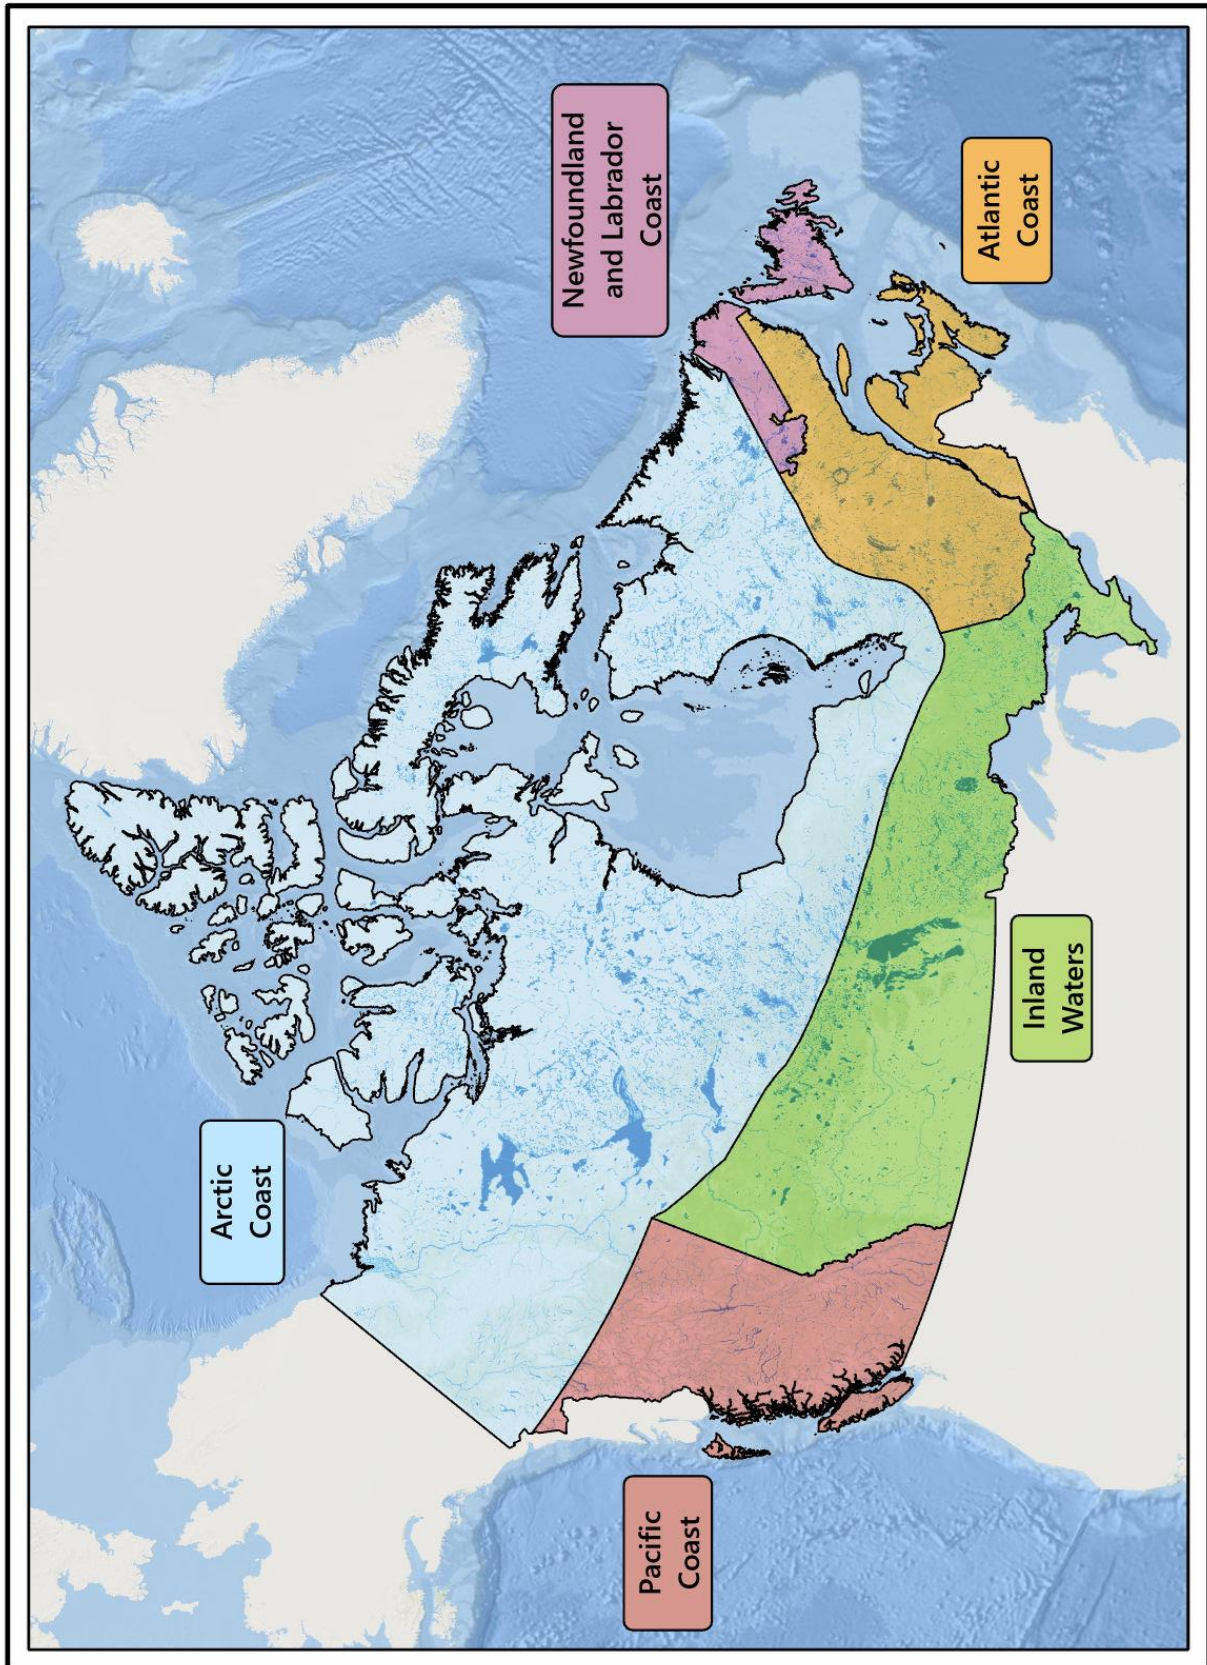 Arctic
Coast
Newfoundland
and Labrador
Coast
Pacific
Coast
Inland
Waters
Atlantic
Coast